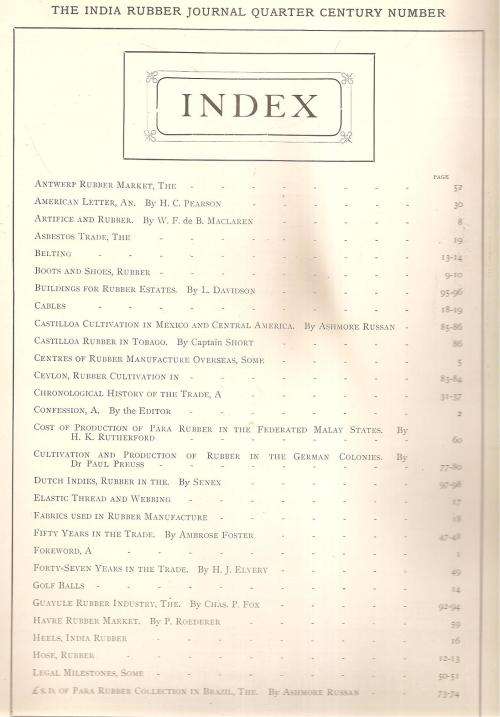 THE INDIA RUBBER JOURNAL QUARTER CENTURY NUMBER
INDEX
PAGE
ANTWERP RUBBER MARKET, THE - - - - - - - - 52
AMERICAN LETTER, AN. By H. C. PEARSON - - - - - - 30
ARTIFICE AND RUBBER. By W. F. de B. MACLAREN - - - - - 8
ASBESTOS TRADE, THE - - - - - - - - - 19
BELTING - - - - - - - - - - - 13-14
BOOTS AND SHOES, RUBBER - - - - - - - - - 9-10
BUILDINGS FOR RUBBER ESTATES. By L. DAVIDSON - - - - - 95-96
CABLES - - - - - - - - - - - 18-19
CASTILLOA CULTIVATION IN MEXICO AND CENTRAL AMERICA. By ASHMORE RUSSAN - 85-86
CASTILLOA RUBBER IN TOBAGO. By Captain SHORT - - - - - 86
CENTRES OF RUBBER MANUFACTURE OVERSEAS, SOME - - - - - 5
CEYLON, RUBBER CULTIVATION IN - - - - - - - - 83-84
CHRONOLOGICAL HISTORY OF THE TRADE, A - - - - - - 31-37
CONFESSION, A. By the EDITOR - - - - - - - - 2
COST OF PRODUCTION OF PARA RUBBER IN THE FEDERATED MALAY STATES. By
H. K. RUTHERFORD - - - - - - - - 60
CULTIVATION AND PRODUCTION OF RUBBER IN THE GERMAN COLONIES. By
Dr PAUL PREUSS - - - - - - - - - 77-80
DUTCH INDIES, RUBBER IN THE. By SENEX - - - - - - 97-98
ELASTIC THREAD AND WEBBING - - - - - - - - 17
FABRICS USED IN RUBBER MANUFACTURE - - - - - - - 18
FIFTY YEARS IN THE TRADE. By AMBROSE FOSTER - - - - - 47-48
FOREWORD, A - - - - - - - - - - 1
FORTY-SEVEN YEARS IN THE TRADE. By H. J. ELVERY - - - - - 49
GOLF BALLS - - - - - - - - - - - 14
GUAYULE RUBBER INDUSTRY, THE. By CHAS. P. FOX - - - - - 92-94
HAVRE RUBBER MARKET. By P. ROEDERER - - - - - - 59
HEELS, INDIA RUBBER - - - - - - - - - 16
HOSE, RUBBER - - - - - - - - - - 12-13
LEGAL MILESTONES, SOME - - - - - - - - - 50-51
£ S. D. OF PARA RUBBER COLLECTION IN BRAZIL, THE. By ASHMORE RUSSAN - - 73-74